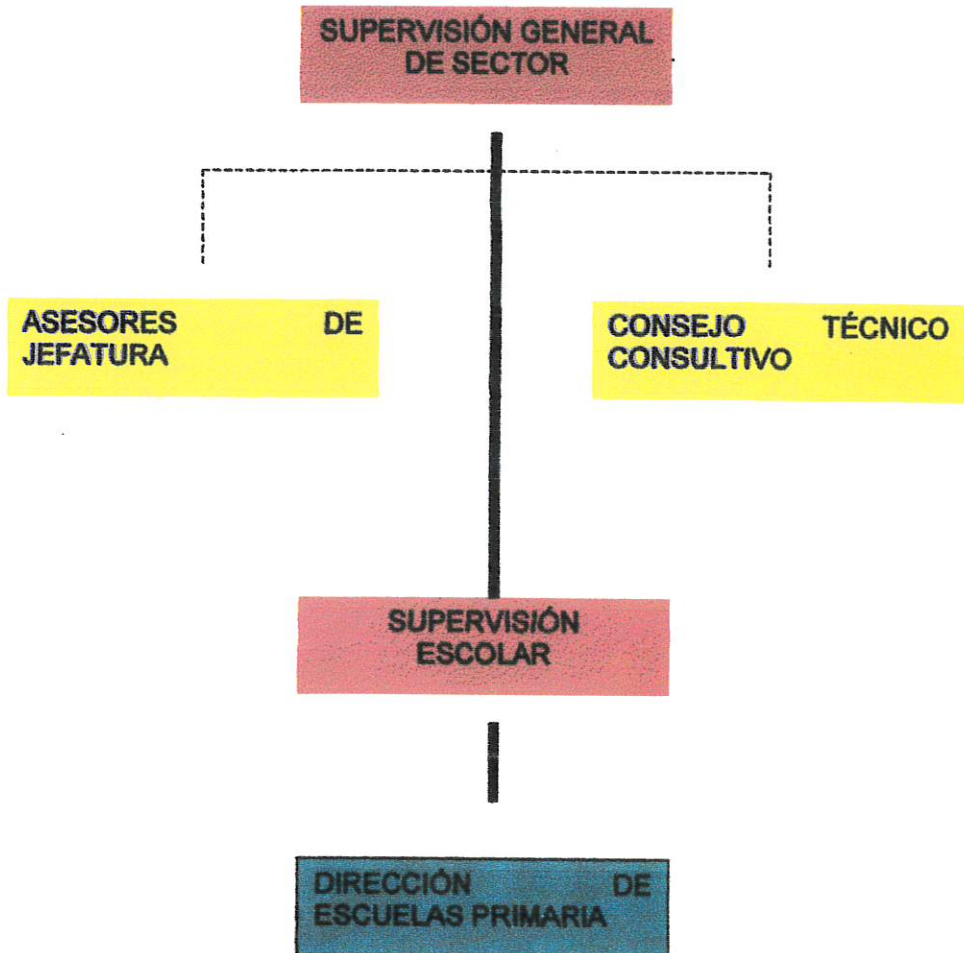 SUPERVISIÓN GENERAL
DE SECTOR
ASESORES DE
JEFATURA
CONSEJO TÉCNICO
CONSULTIVO
SUPERVISIÓN
ESCOLAR
DIRECCIÓN DE
ESCUELAS PRIMARIA